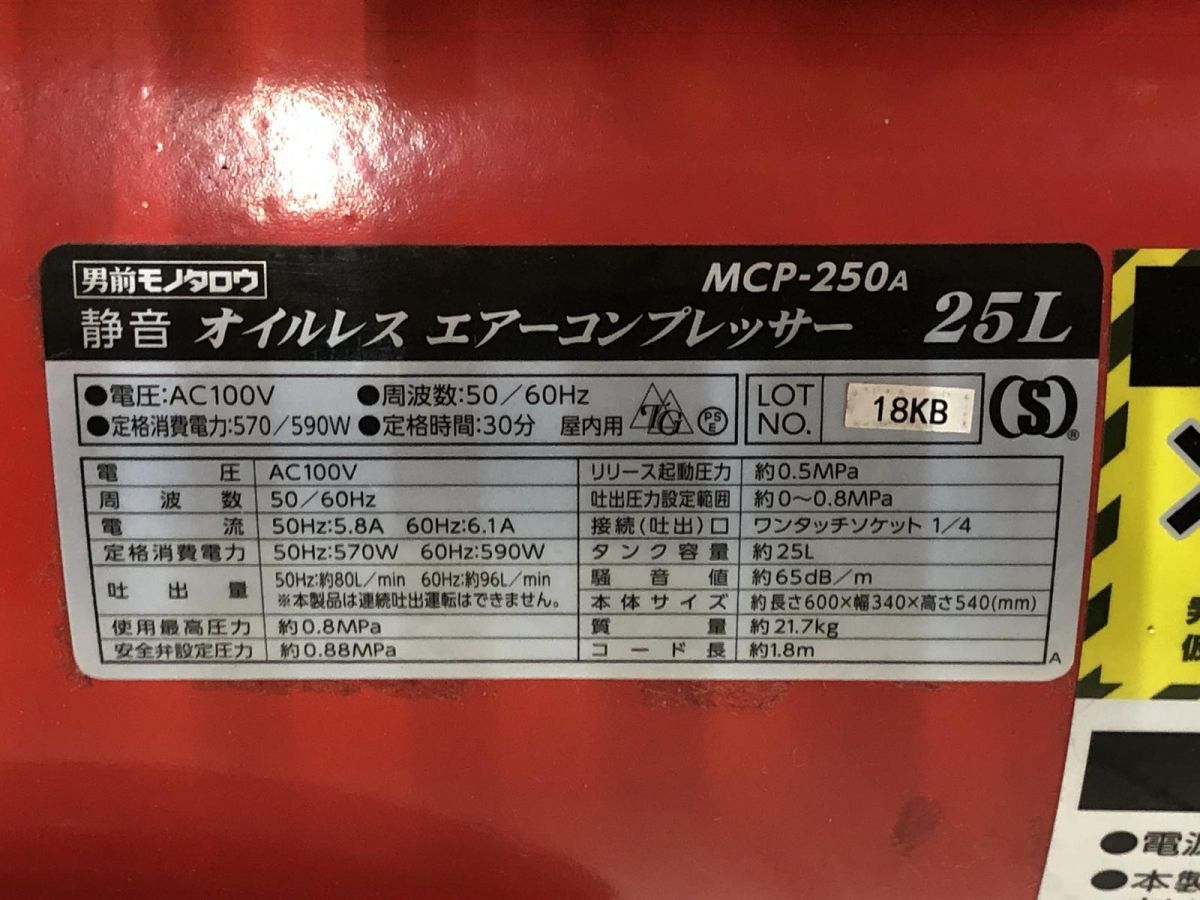 男前モノタロウ
MCP-250A
静音 オイルレス エアーコンプレッサー 25L
●電圧:AC100V ●周波数:50/60Hz
●定格消費電力:570/590W ●定格時間:30分 屋内用
TG
PS
E
LOT
NO.
18KB
S
®
電圧 AC100V
周波数 50/60Hz
電流 50Hz:5.8A 60Hz:6.1A
定格消費電力 50Hz:570W 60Hz:590W
吐出量 50Hz:約80L/min 60Hz:約96L/min
※本製品は連続吐出運転はできません。
使用最高圧力 約0.8MPa
安全弁設定圧力 約0.88MPa
リリース起動圧力 約0.5MPa
吐出圧力設定範囲 約0〜0.8MPa
接続(吐出)口 ワンタッチソケット 1/4
タンク容量 約25L
騒音値 約65dB/m
本体サイズ 約長さ600×幅340×高さ540(mm)
質量 約21.7kg
コード長 約1.8m
A
●電源
●本製